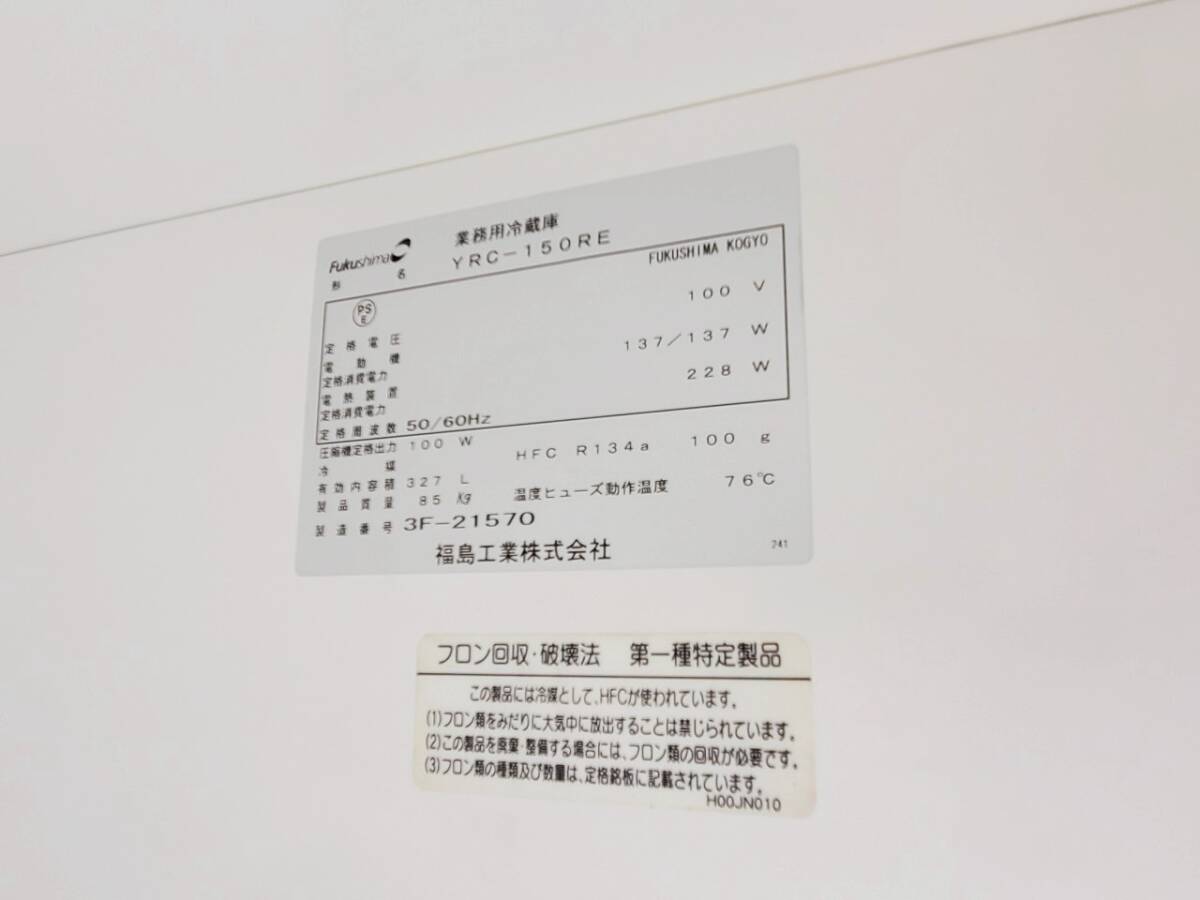 Fukushima 業務用冷蔵庫
形名 YRC-150RE
FUKUSHIMA KOGYO
PS E
定格電圧 100 V
電動機定格消費電力 137/137 W
電熱装置定格消費電力 228 W
定格周波数 50/60Hz
圧縮機定格出力 100 W
冷媒 HFC R134a 100 g
有効内容積 327 L
製品質量 85 kg 温度ヒューズ動作温度 76℃
製造番号 3F-21570
福島工業株式会社 241
フロン回収・破壊法 第一種特定製品
この製品には冷媒として、HFCが使われています。
(1)フロン類をみだりに大気中に放出することは禁じられています。
(2)この製品を廃棄・整備する場合には、フロン類の回収が必要です。
(3)フロン類の種類及び数量は、定格銘板に記載されています。
H00JN010